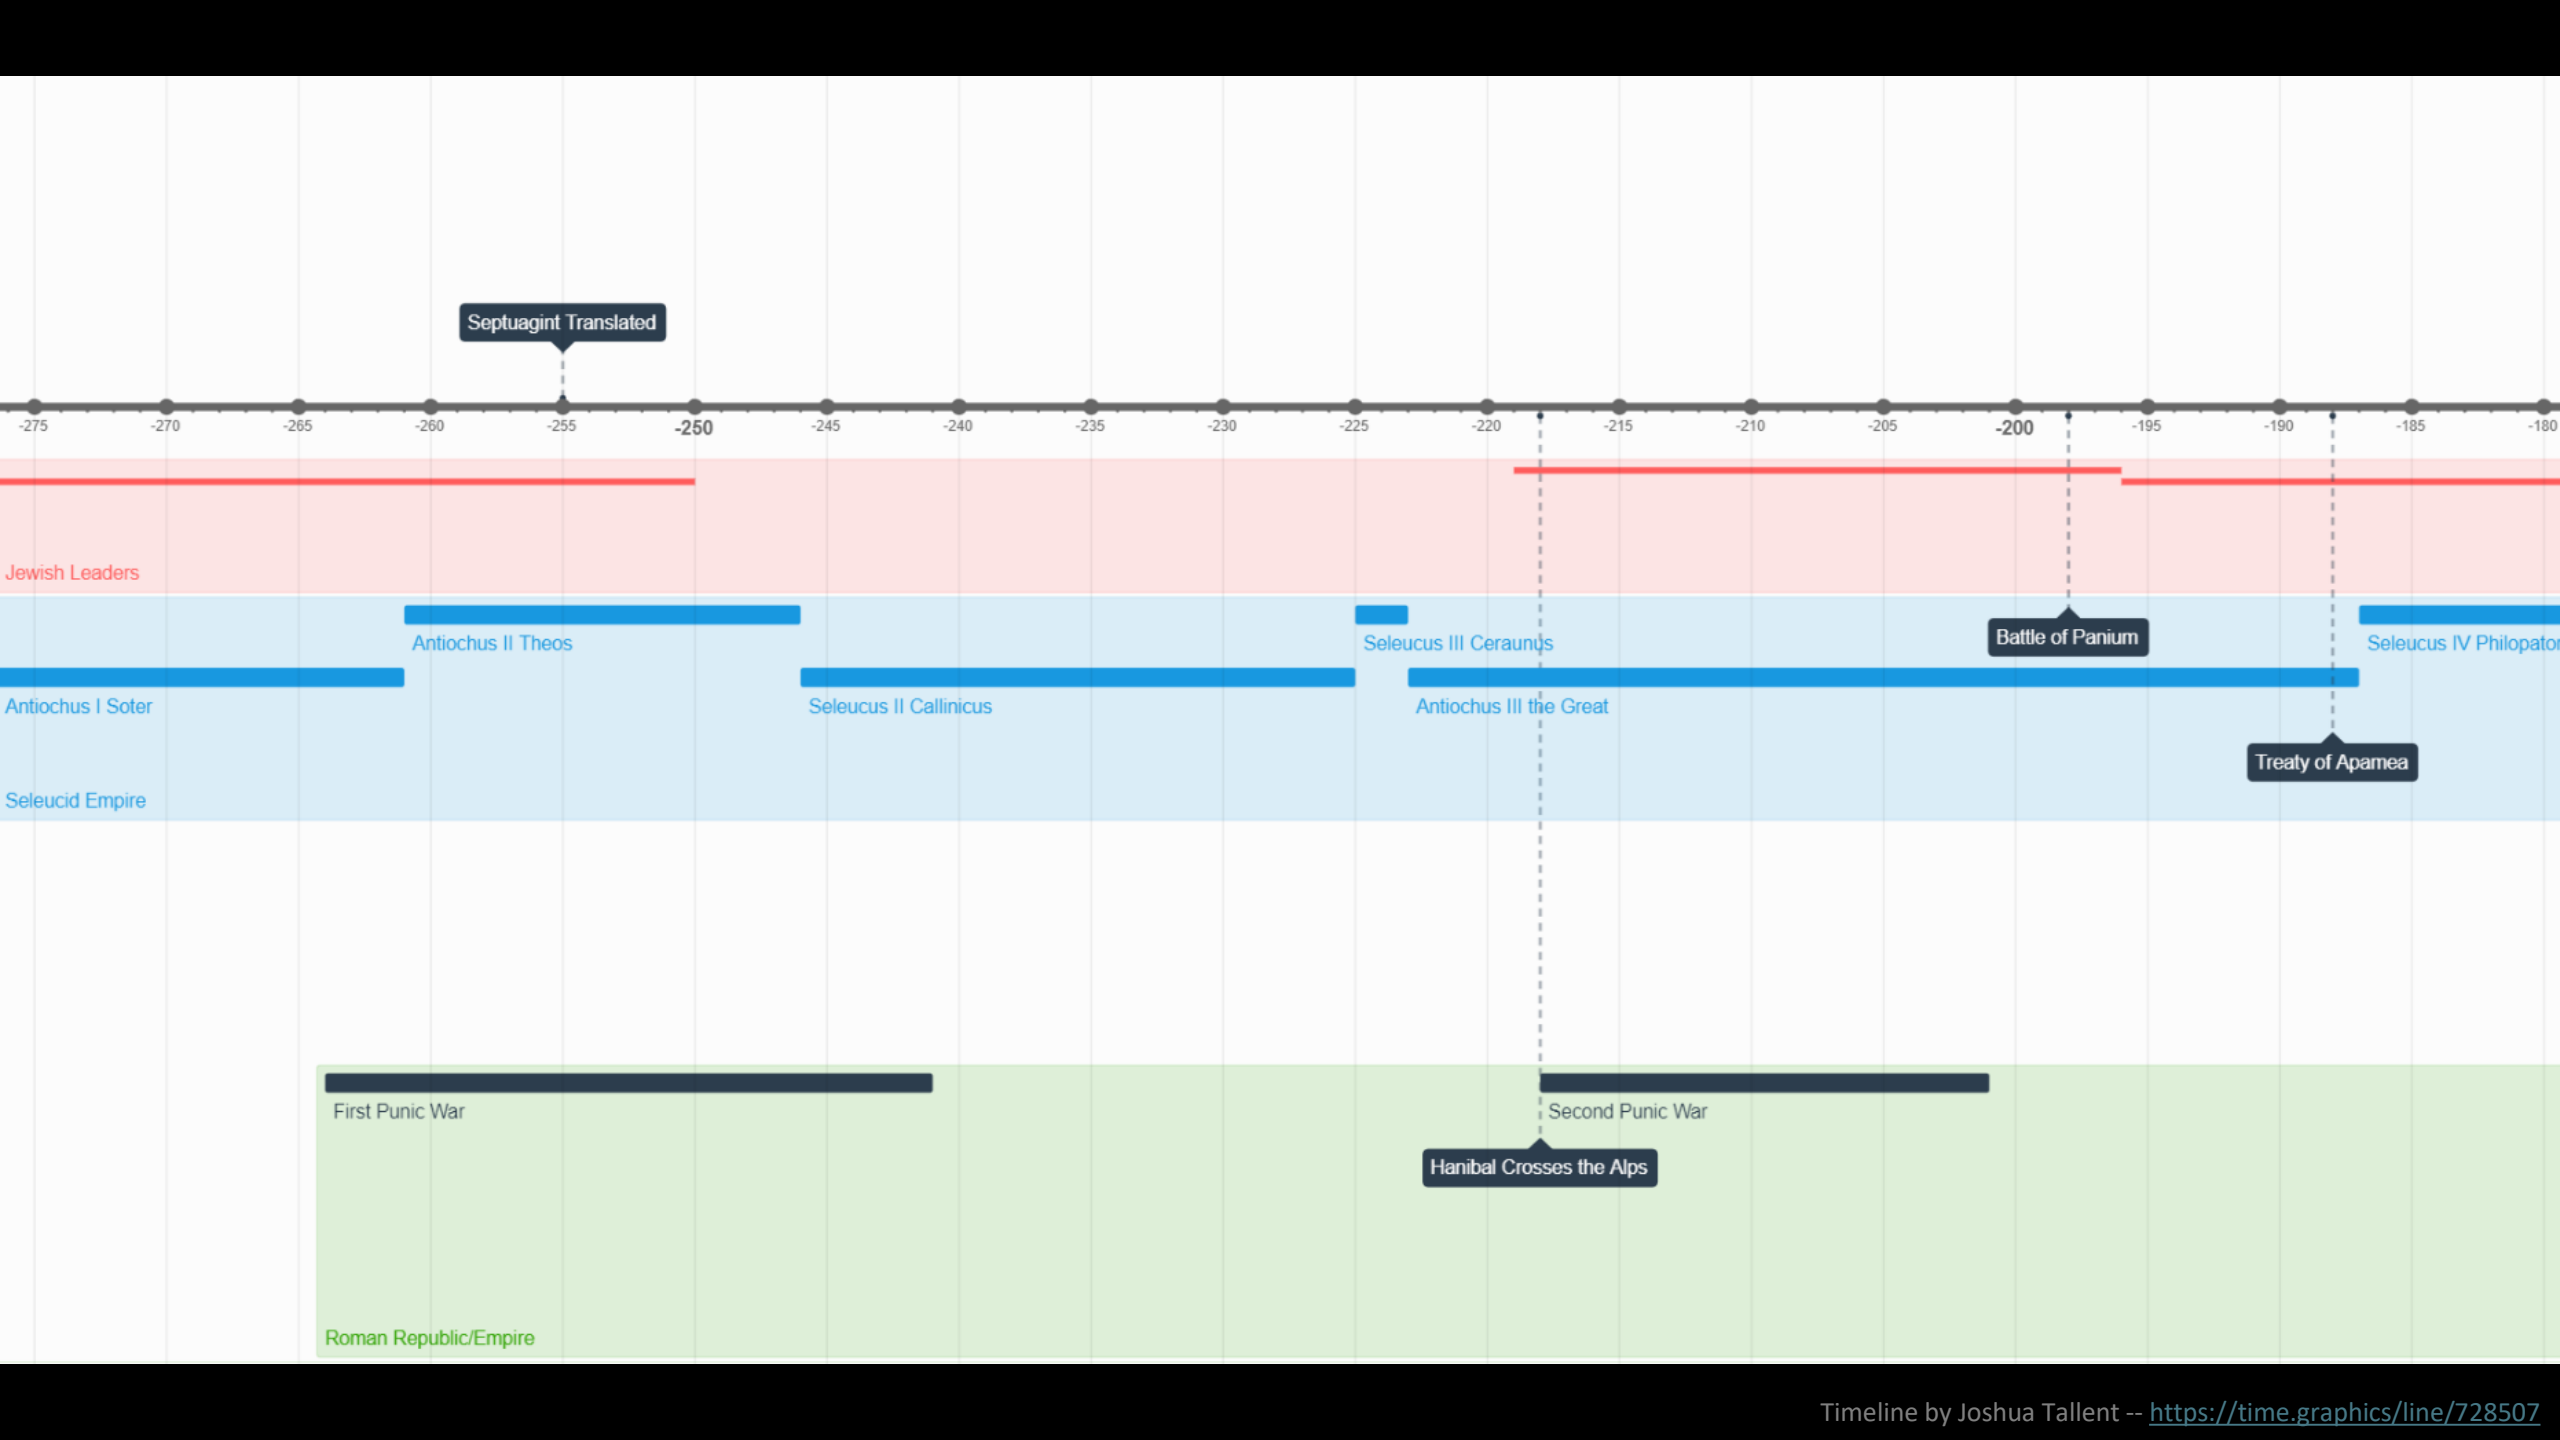 Septuagint Translated
-275 -270 -265 -260 -255 -250 -245 -240 -235 -230 -225 -220 -215 -210 -205 -200 -195 -190 -185 -180
Jewish Leaders
Antiochus II Theos
Seleucus III Ceraunus
Battle of Panium
Seleucus IV Philopator
Antiochus I Soter
Seleucus II Callinicus
Antiochus III the Great
Treaty of Apamea
Seleucid Empire
First Punic War
Second Punic War
Hanibal Crosses the Alps
Roman Republic/Empire
Timeline by Joshua Tallent -- https://time.graphics/line/728507